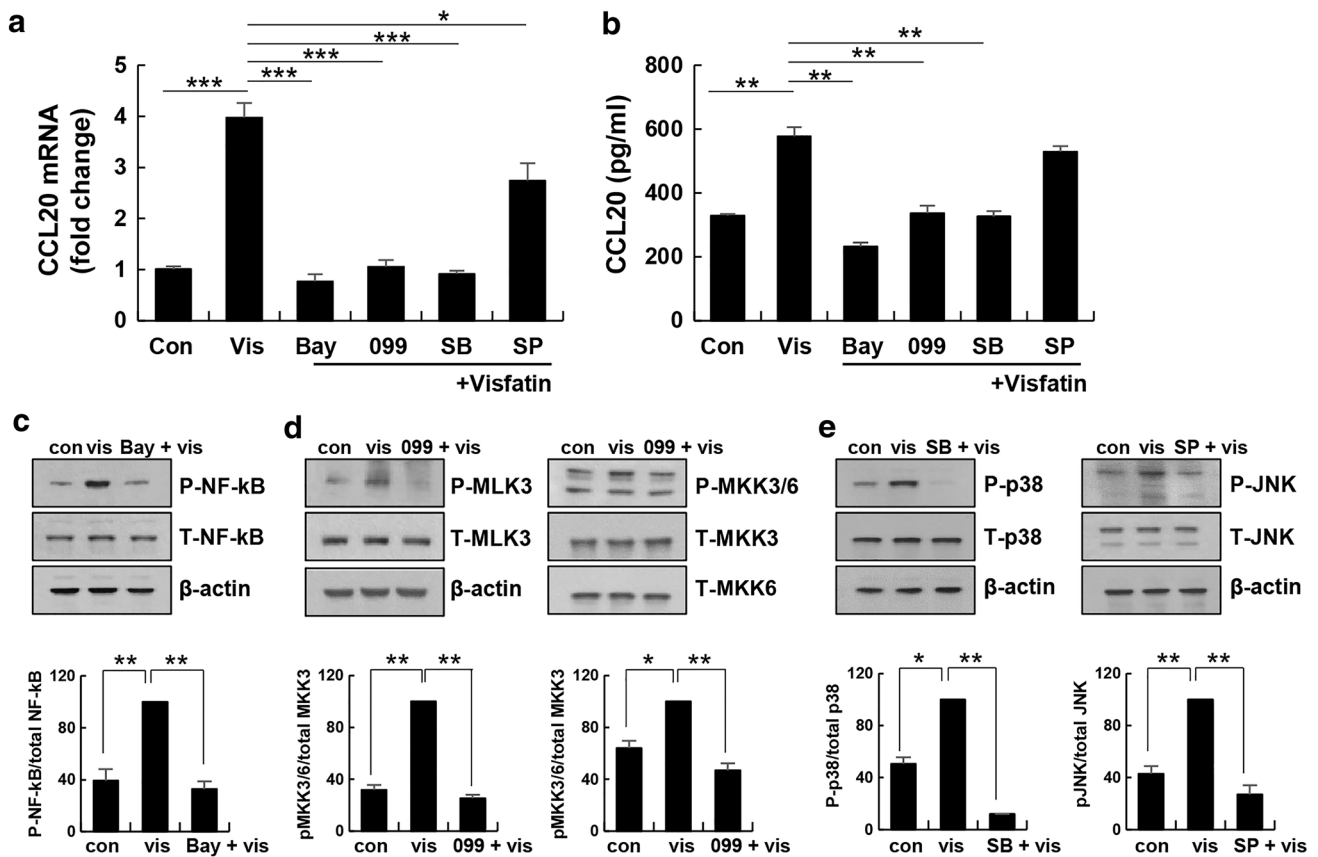 a
*
***
***
***
***
5
4
3
2
1
0
CCL20 mRNA
(fold change)
Con Vis Bay 099 SB SP
+Visfatin
b
**
**
**
**
800
600
400
200
0
CCL20 (pg/ml)
Con Vis Bay 099 SB SP
+Visfatin
c
con vis Bay + vis
P-NF-kB
T-NF-kB
β-actin
** **
120
80
40
0
P-NF-kB/total NF-kB
con vis Bay + vis
d
con vis 099 + vis
P-MLK3
T-MLK3
β-actin
** **
120
80
40
0
pMKK3/6/total MKK3
con vis 099 + vis
con vis 099 + vis
P-MKK3/6
T-MKK3
T-MKK6
* **
120
80
40
0
pMKK3/6/total MKK3
con vis 099 + vis
e
con vis SB + vis
P-p38
T-p38
β-actin
* **
120
80
40
0
P-p38/total p38
con vis SB + vis
con vis SP + vis
P-JNK
T-JNK
β-actin
** **
120
80
40
0
pJNK/total JNK
con vis SP + vis